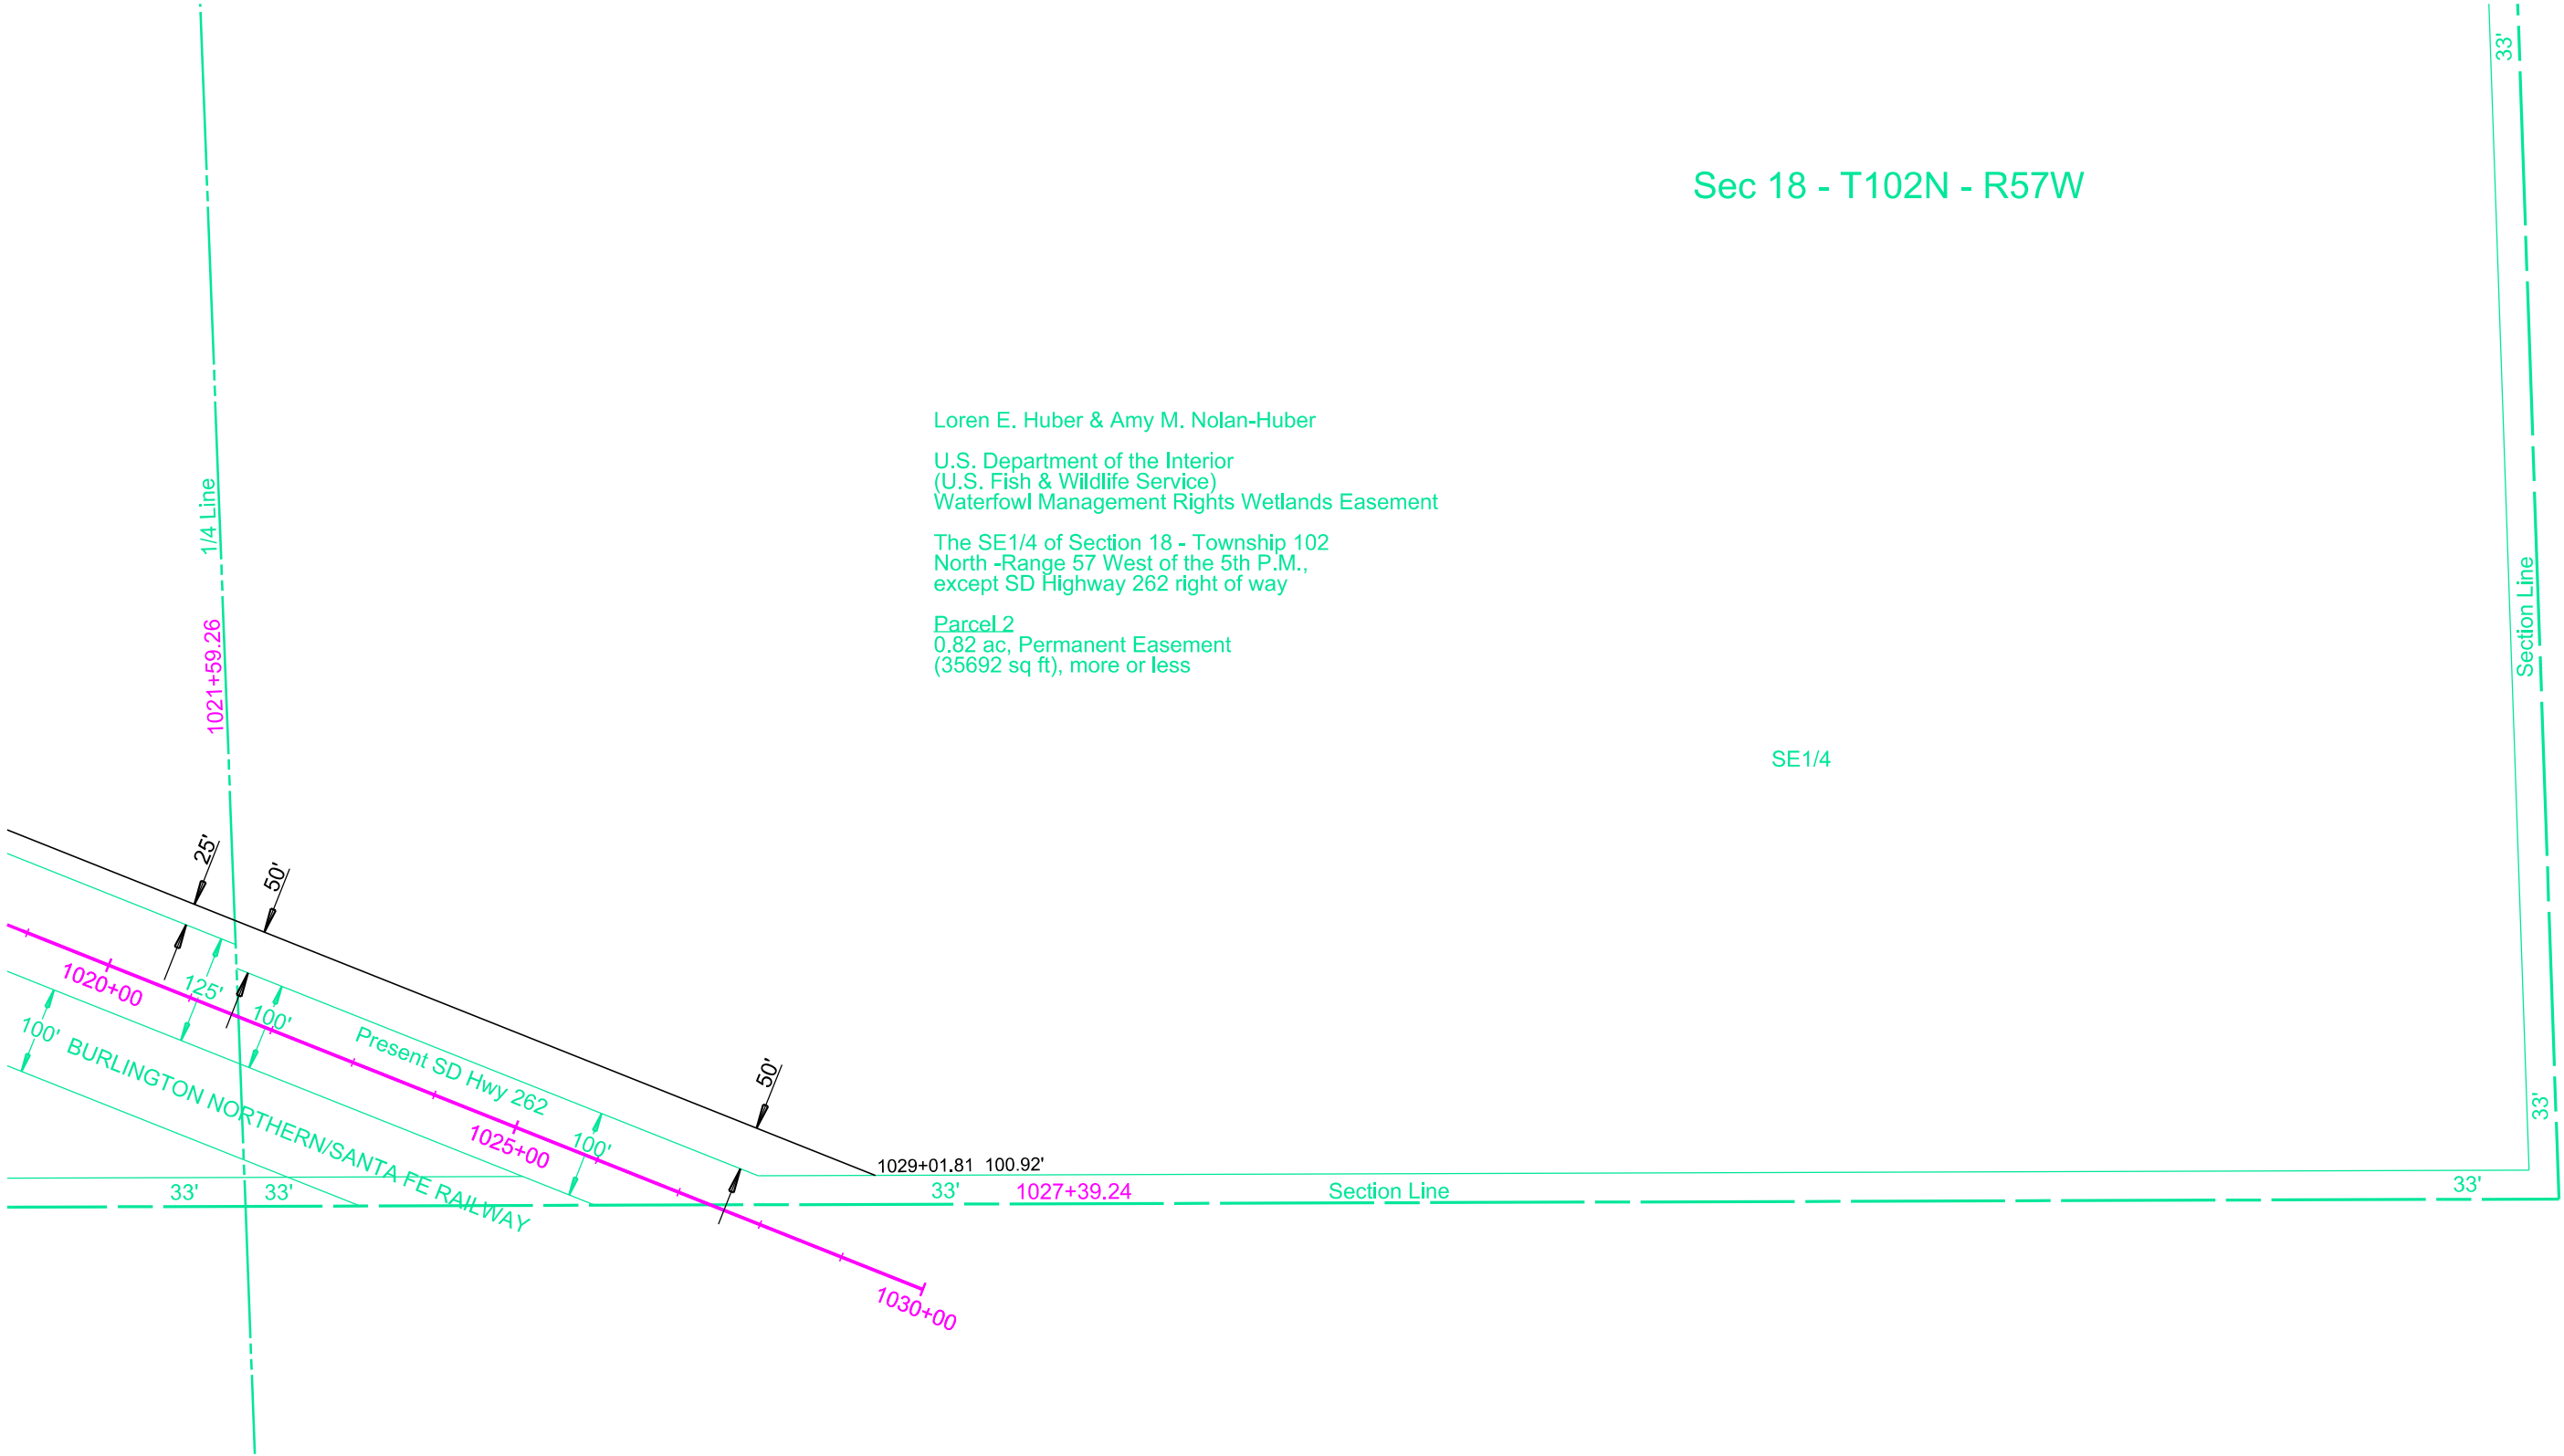 33'
Sec 18 - T102N - R57W
Loren E. Huber & Amy M. Nolan-Huber
U.S. Department of the Interior
(U.S. Fish & Wildlife Service)
Waterfowl Management Rights Wetlands Easement
The SE1/4 of Section 18 - Township 102
North -Range 57 West of the 5th P.M.,
except SD Highway 262 right of way
Parcel 2
0.82 ac, Permanent Easement
(35692 sq ft), more or less
1/4 Line
1021+59.26
Section Line
SE1/4
25'
50'
1020+00
125'
100'
100' BURLINGTON NORTHERN/SANTA FE RAILWAY
Present SD Hwy 262
1025+00
100'
50'
1029+01.81 100.92'
33'
33'
33'
33'
1027+39.24
Section Line
33'
33'
1030+00